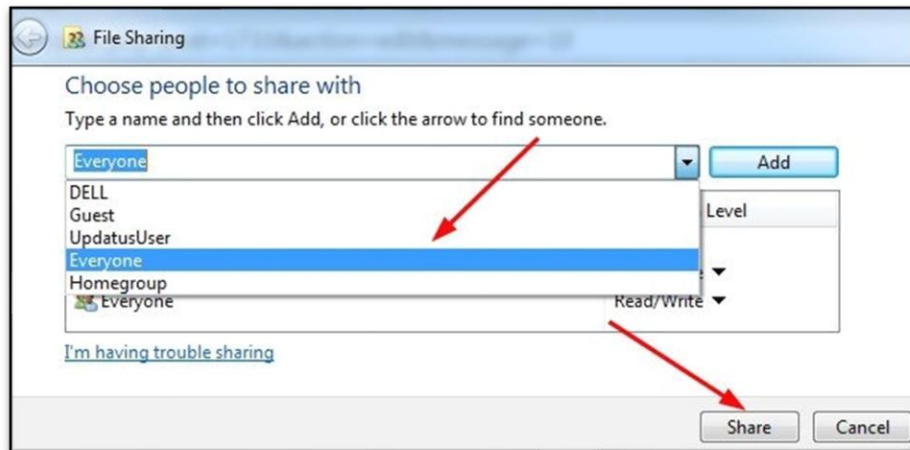 File Sharing
Choose people to share with
Type a name and then click Add, or click the arrow to find someone.
Everyone
Add
DELL
Guest
UpdatusUser
Everyone
Homegroup
Level
Everyone Read/Write
I'm having trouble sharing
Share Cancel